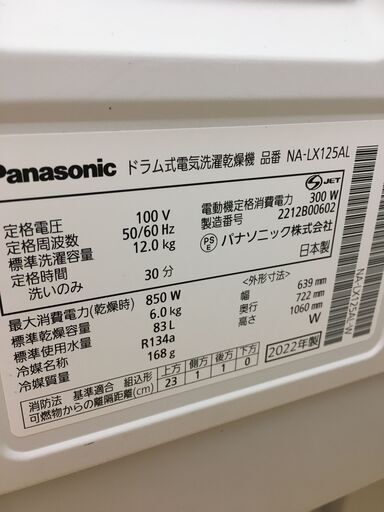 Panasonic ドラム式電気洗濯乾燥機 品番 NA-LX125AL
定格電圧 100 V
定格周波数 50/60 Hz
標準洗濯容量 12.0 kg
定格時間
洗いのみ 30 分
最大消費電力(乾燥時) 850 W
標準乾燥容量 6.0 kg
標準使用水量 83 L
冷媒名称 R134a
冷媒質量 168 g
S JET
電動機定格消費電力 300 W
製造番号 2212B00602
PS E パナソニック株式会社
日本製
<外形寸法>
幅 639 mm
奥行 722 mm
高さ 1060 mm
W
消防法 基準適合 組込形
可燃物からの離隔距離(cm)
上方 側方 後方 下方
23 1 1 0
2022年製
NA-LX125AL-W